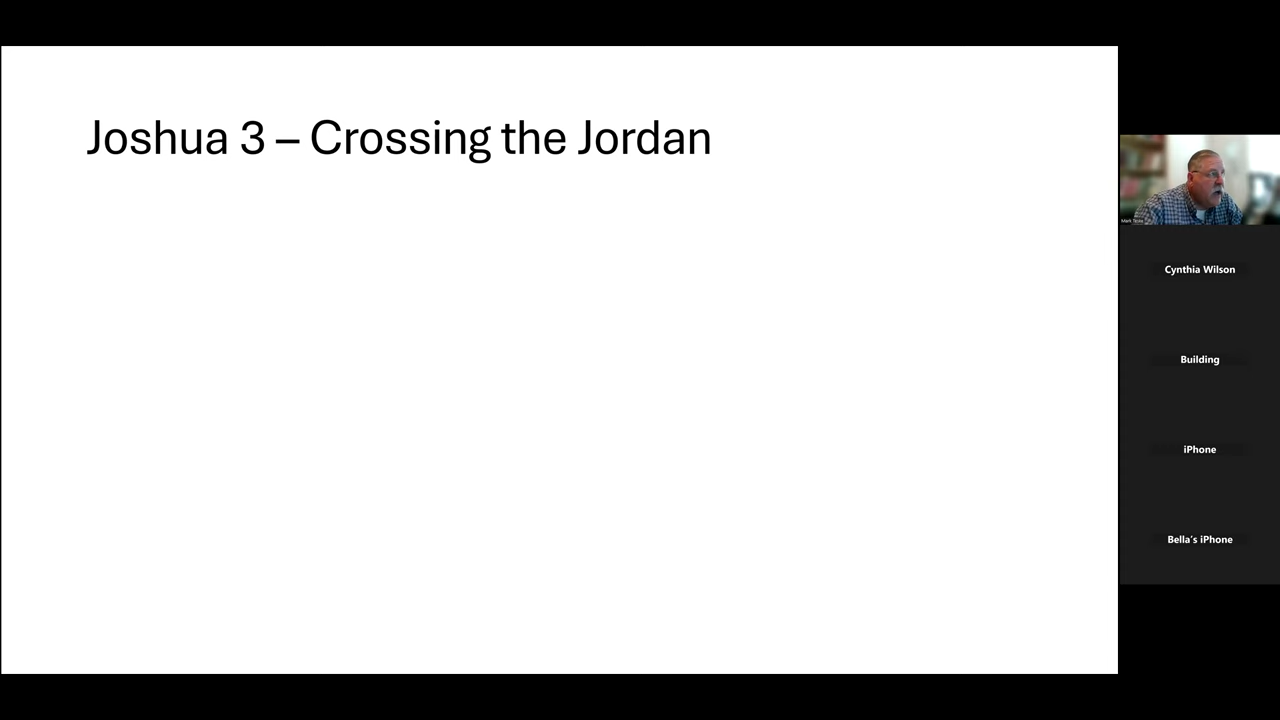 Joshua 3 – Crossing the Jordan
Cynthia Wilson
Building
iPhone
Bella's iPhone